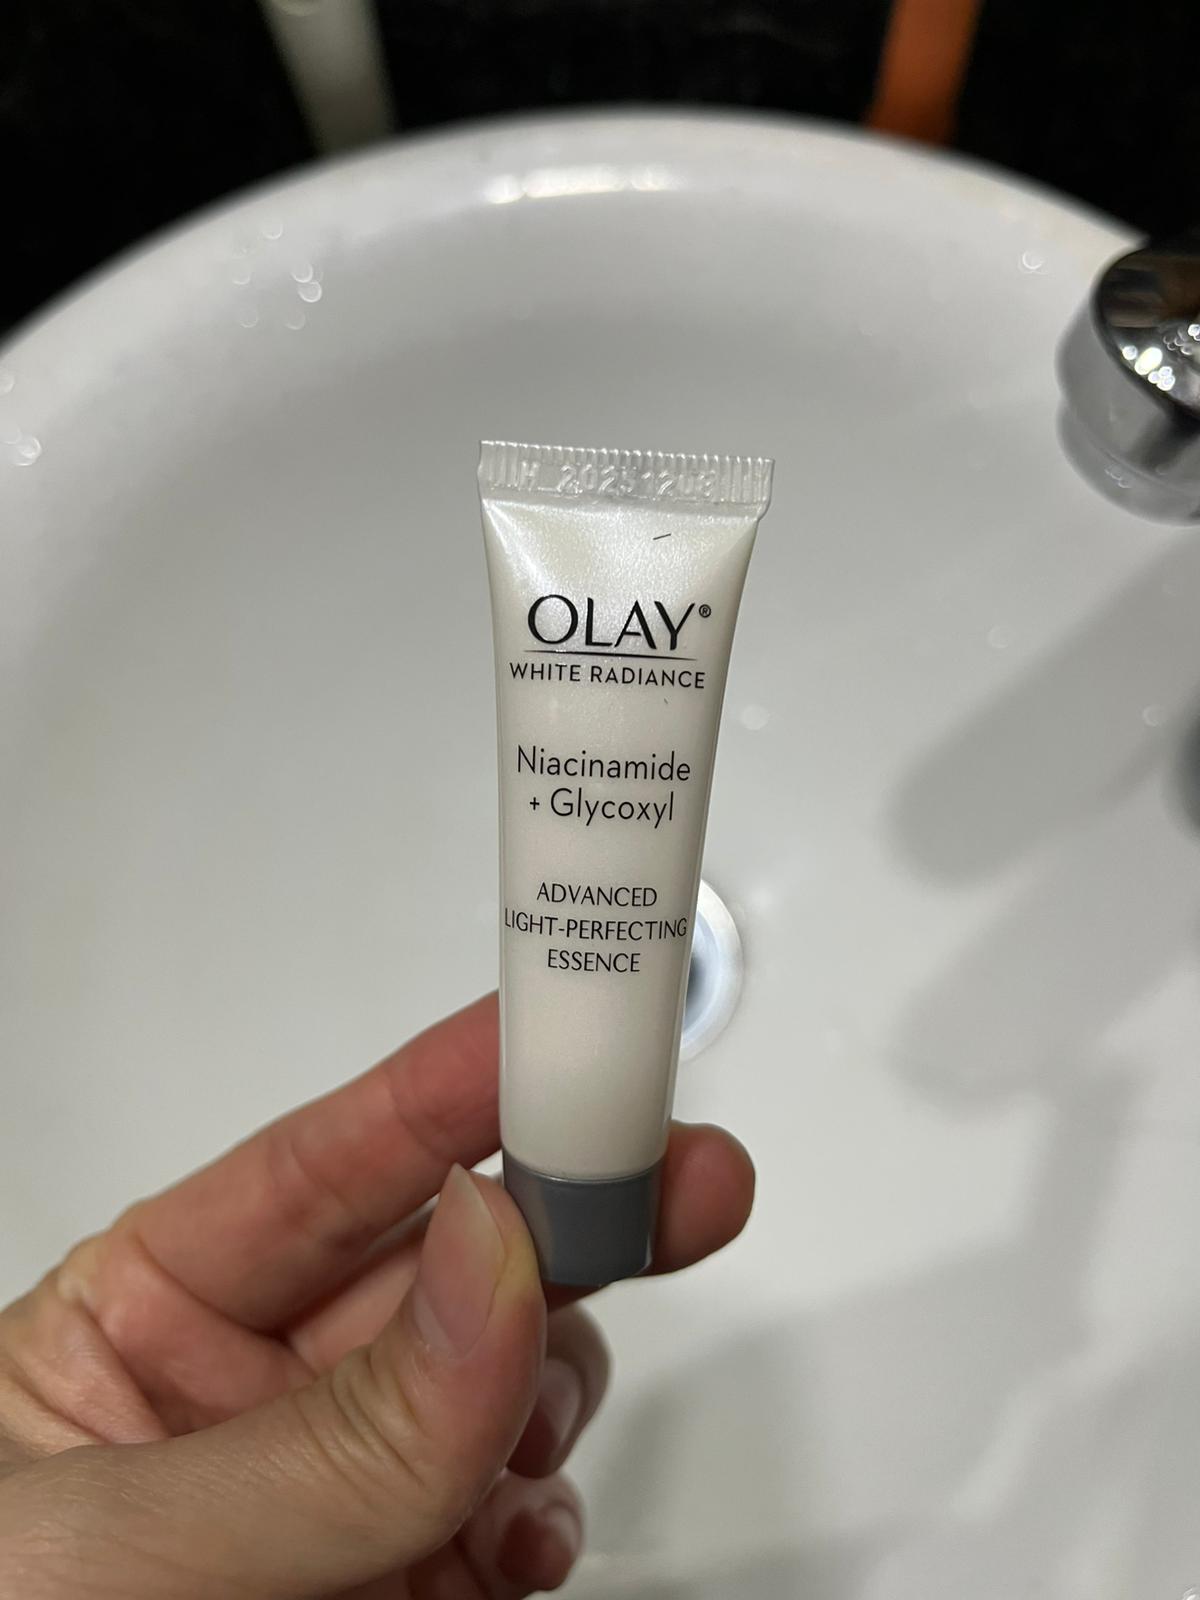 OLAY®
WHITE RADIANCE
Niacinamide
+ Glycoxyl
ADVANCED
LIGHT-PERFECTING
ESSENCE